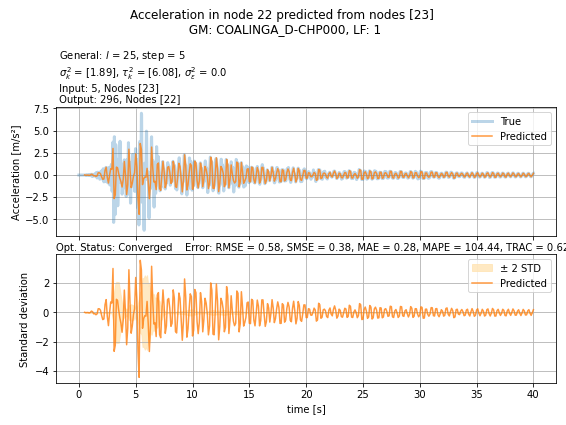 Acceleration in node 22 predicted from nodes [23]
GM: COALINGA_D-CHP000, LF: 1
General: l = 25, step = 5
σ²ₖ = [1.89], τ²ₖ = [6.08], σ²ε = 0.0
Input: 5, Nodes [23]
Output: 296, Nodes [22]
7.5
5.0
2.5
0.0
−2.5
−5.0
Acceleration [m/s²]
True
Predicted
Opt. Status: Converged Error: RMSE = 0.58, SMSE = 0.38, MAE = 0.28, MAPE = 104.44, TRAC = 0.62
2
0
−2
−4
Standard deviation
± 2 STD
Predicted
0 5 10 15 20 25 30 35 40
time [s]